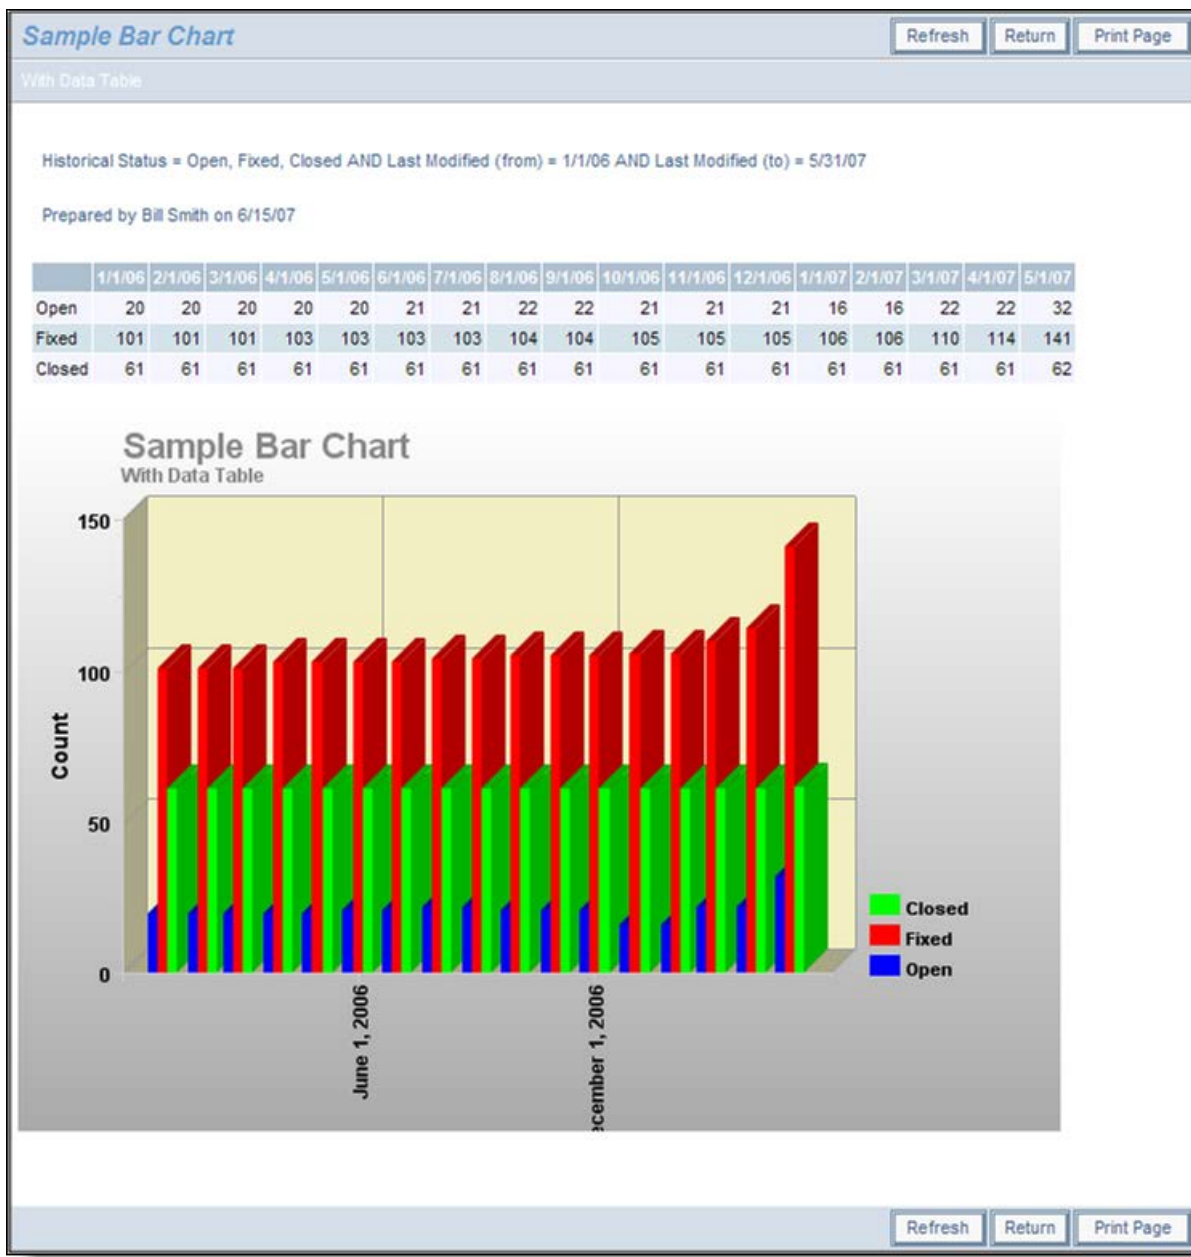 Sample Bar Chart Refresh Return Print Page
With Data Table
Historical Status = Open, Fixed, Closed AND Last Modified (from) = 1/1/06 AND Last Modified (to) = 5/31/07
Prepared by Bill Smith on 6/15/07
1/1/06 2/1/06 3/1/06 4/1/06 5/1/06 6/1/06 7/1/06 8/1/06 9/1/06 10/1/06 11/1/06 12/1/06 1/1/07 2/1/07 3/1/07 4/1/07 5/1/07
Open 20 20 20 20 20 21 21 22 22 21 21 21 16 16 22 22 32
Fixed 101 101 101 103 103 103 103 104 104 105 105 105 106 106 110 114 141
Closed 61 61 61 61 61 61 61 61 61 61 61 61 61 61 61 61 62
Sample Bar Chart
With Data Table
150
100
50
0
Count
June 1, 2006
ecember 1, 2006
Closed
Fixed
Open
Refresh Return Print Page